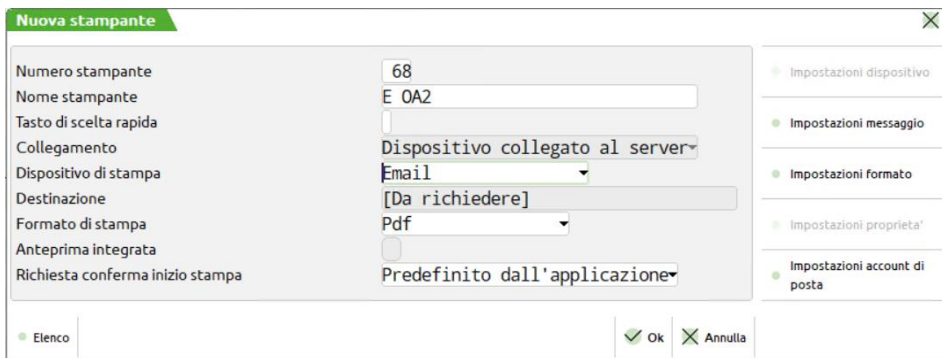 Nuova stampante
Numero stampante 68
Nome stampante E OA2
Tasto di scelta rapida
Collegamento Dispositivo collegato al server
Dispositivo di stampa Email
Destinazione [Da richiedere]
Formato di stampa Pdf
Anteprima integrata
Richiesta conferma inizio stampa Predefinito dall'applicazione
Impostazioni dispositivo
Impostazioni messaggio
Impostazioni formato
Impostazioni proprieta'
Impostazioni account di
posta
Elenco
Ok
Annulla